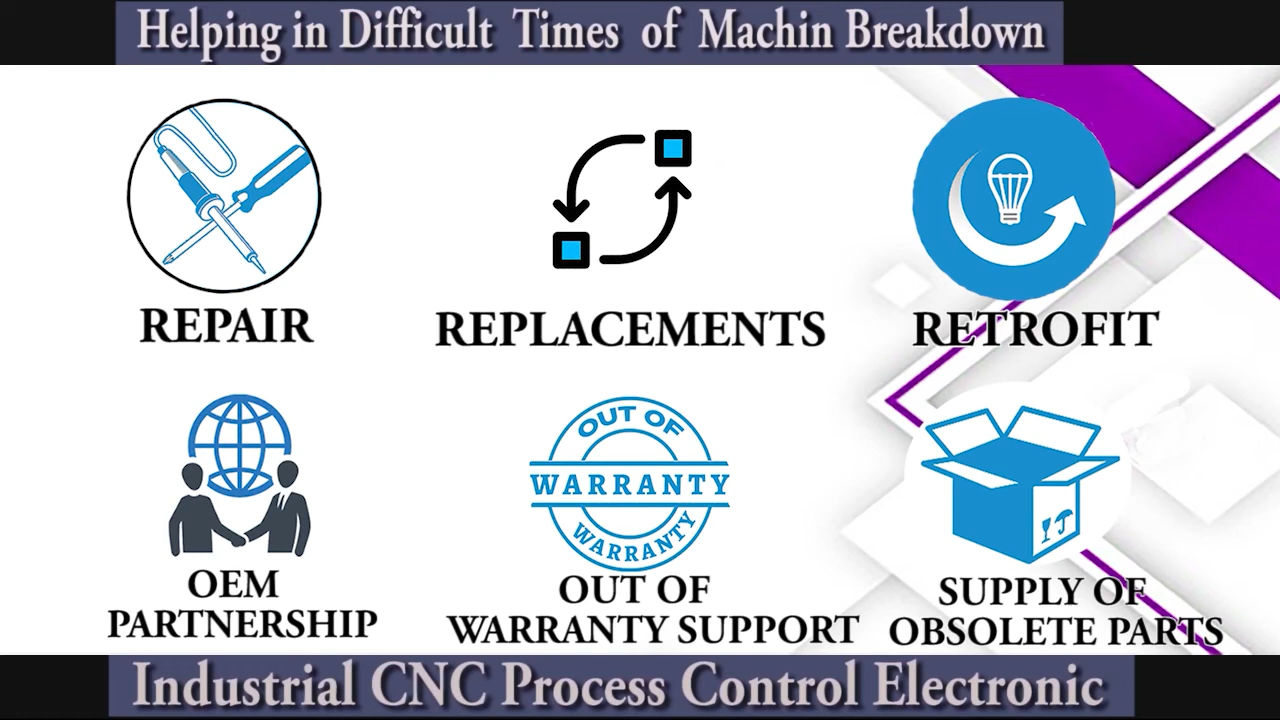 Helping in Difficult Times of Machin Breakdown
REPAIR
REPLACEMENTS
RETROFIT
OUT OF
WARRANTY
WARRANTY
OEM
PARTNERSHIP
OUT OF
WARRANTY SUPPORT
SUPPLY OF
OBSOLETE PARTS
Industrial CNC Process Control Electronic